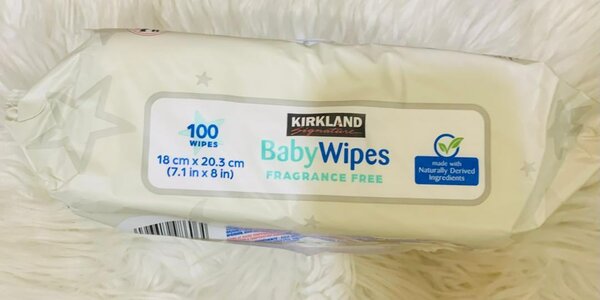 100
WIPES
18 cm x 20.3 cm
(7.1 in x 8 in)
KIRKLAND
Signature
BabyWipes
FRAGRANCE FREE
made with
Naturally Derived
Ingredients